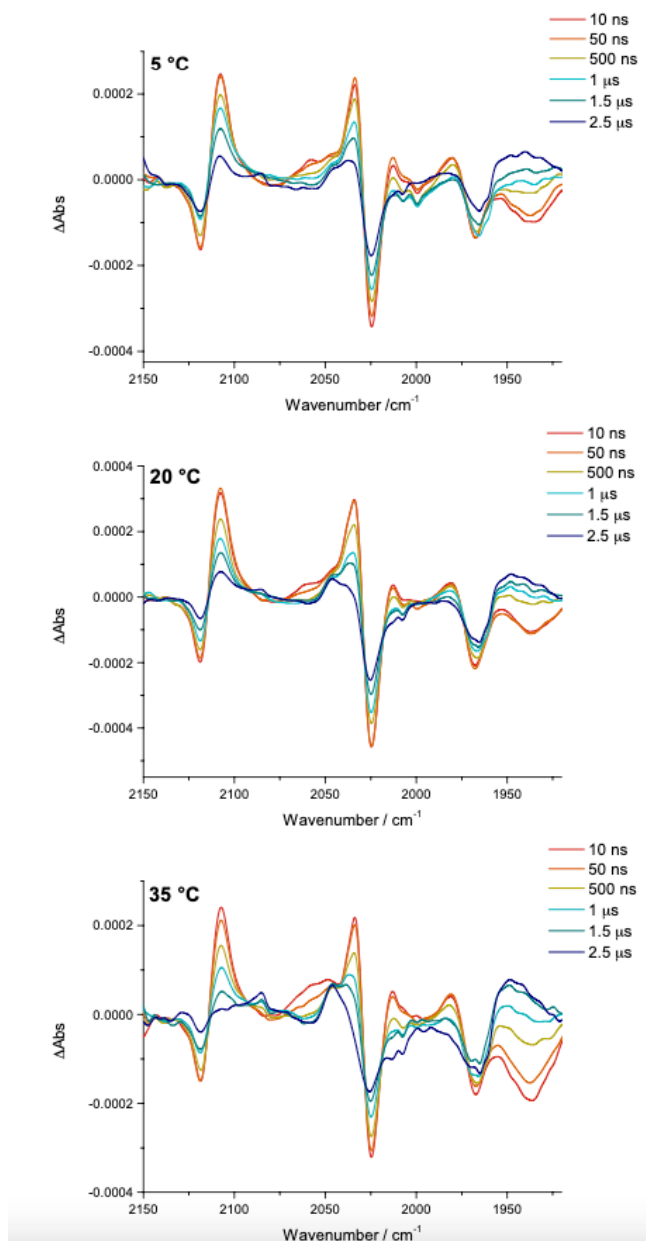 5 °C
10 ns
50 ns
500 ns
1 μs
1.5 μs
2.5 μs
0.0002
0.0000
-0.0002
-0.0004
ΔAbs
2150 2100 2050 2000 1950
Wavenumber /cm-1
20 °C
10 ns
50 ns
500 ns
1 μs
1.5 μs
2.5 μs
0.0004
0.0002
0.0000
-0.0002
-0.0004
ΔAbs
2150 2100 2050 2000 1950
Wavenumber / cm-1
35 °C
10 ns
50 ns
500 ns
1 μs
1.5 μs
2.5 μs
0.0002
0.0000
-0.0002
-0.0004
ΔAbs
2150 2100 2050 2000 1950
Wavenumber / cm-1